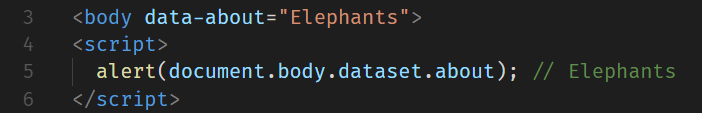 3 <body data-about="Elephants">
4 <script>
5 alert(document.body.dataset.about); // Elephants
6 </script>